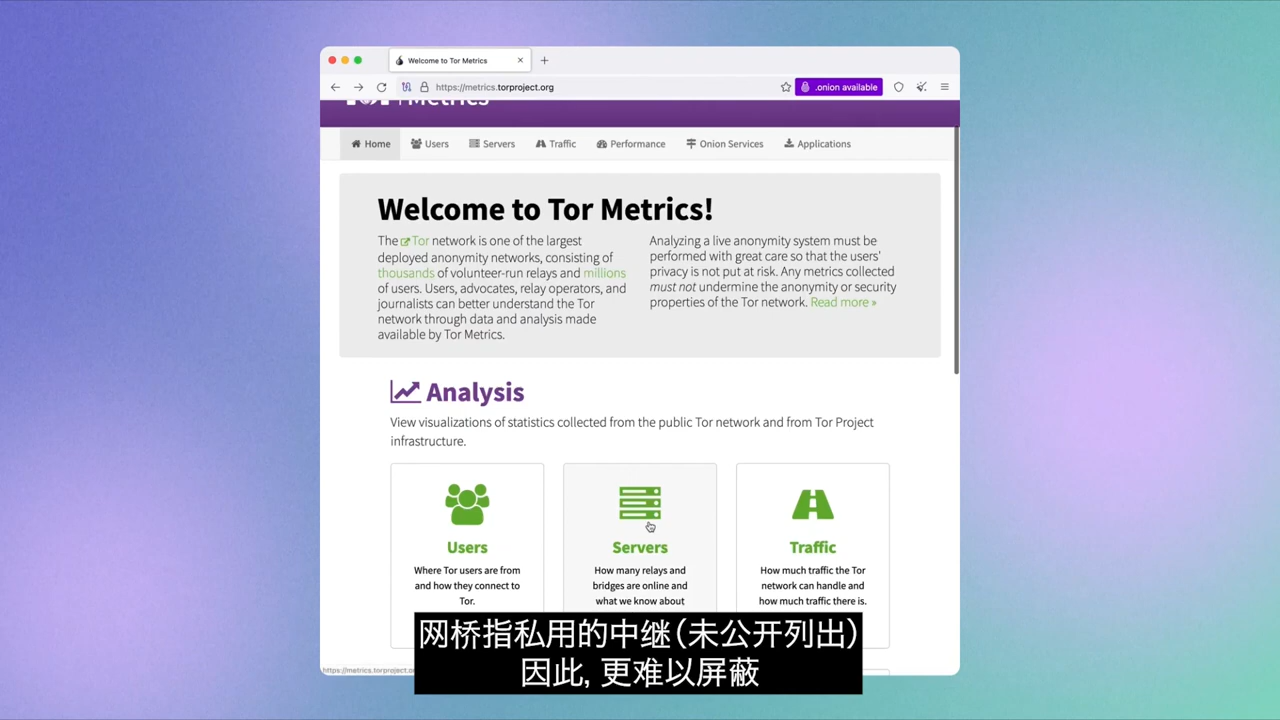 Welcome to Tor Metrics
https://metrics.torproject.org
.onion available
Metrics
Home
Users
Servers
Traffic
Performance
Onion Services
Applications
Welcome to Tor Metrics!
The Tor network is one of the largest
deployed anonymity networks, consisting of
thousands of volunteer-run relays and millions
of users. Users, advocates, relay operators, and
journalists can better understand the Tor
network through data and analysis made
available by Tor Metrics.
Analyzing a live anonymity system must be
performed with great care so that the users'
privacy is not put at risk. Any metrics collected
must not undermine the anonymity or security
properties of the Tor network. Read more »
Analysis
View visualizations of statistics collected from the public Tor network and from Tor Project
infrastructure.
Users
Where Tor users are from
and how they connect to
Tor.
Servers
How many relays and
bridges are online and
what we know about
Traffic
How much traffic the Tor
network can handle and
how much traffic there is.
网桥指私用的中继(未公开列出)
因此, 更难以屏蔽
https://metrics.torproject.o